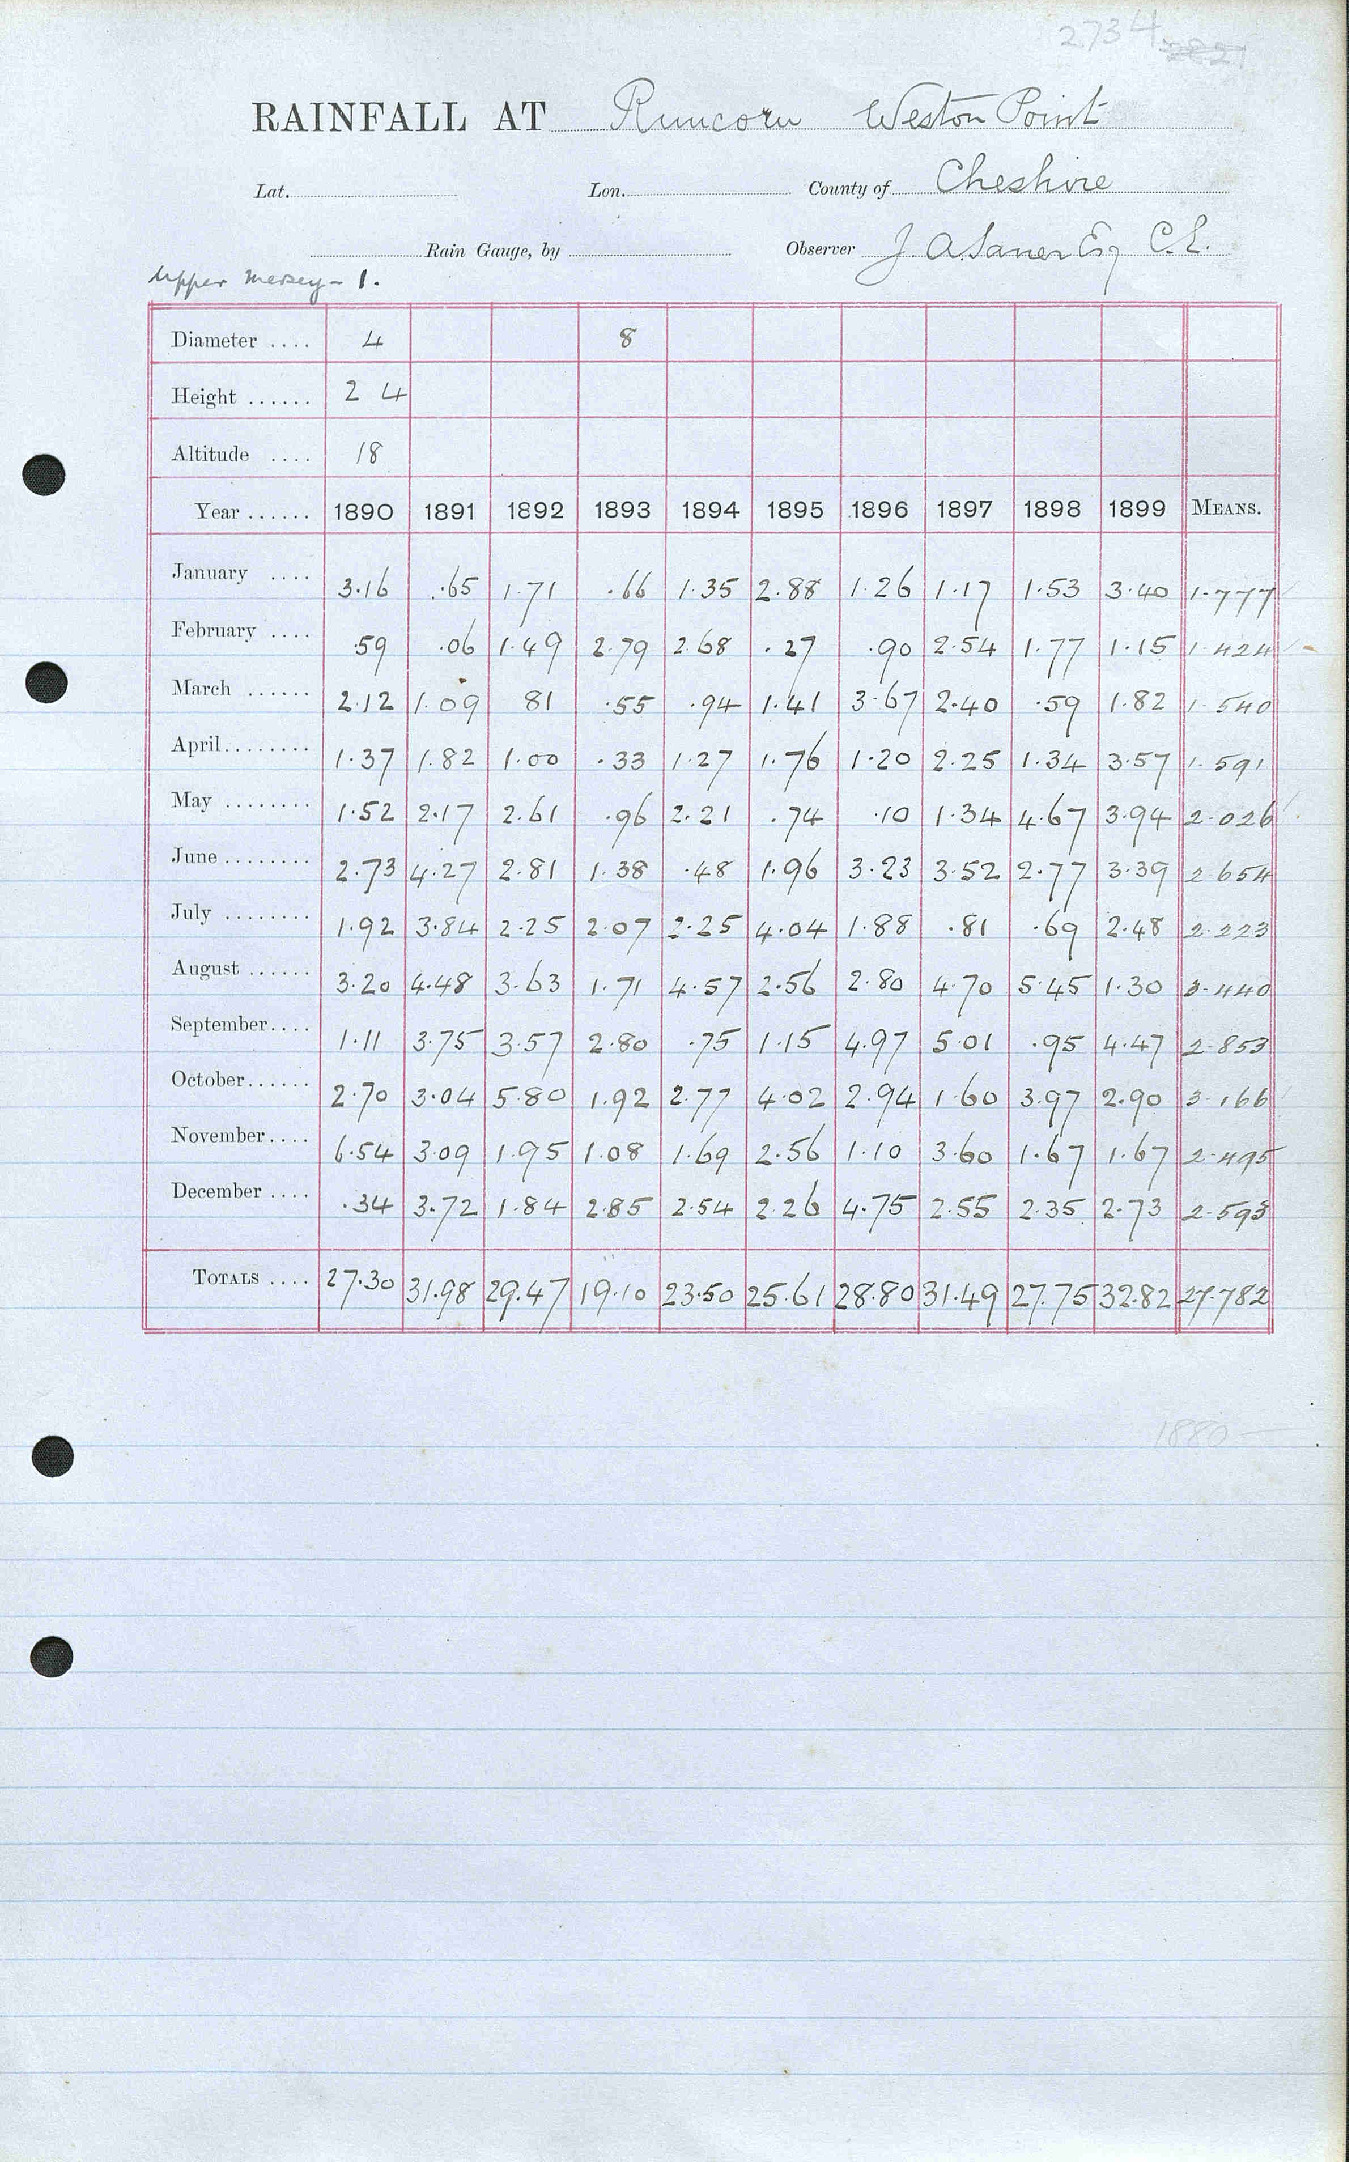 2734
RAINFALL AT Runcorn Weston Point
Lat. Lon. County of Cheshire
Rain Gauge, by Observer J A Saner Esq C.E.
Upper Mersey - 1.
Diameter .... 4 8
Height ...... 2 4
Altitude .... 18
Year ...... 1890 1891 1892 1893 1894 1895 1896 1897 1898 1899 MEANS.
January .... 3.16 .65 1.71 .66 1.35 2.88 1.26 1.17 1.53 3.40 1.777
February .... .59 .06 1.49 2.79 2.68 .27 .90 2.54 1.77 1.15 1.424
March ...... 2.12 1.09 81 .55 .94 1.41 3.67 2.40 .59 1.82 1.540
April ........ 1.37 1.82 1.00 .33 1.27 1.76 1.20 2.25 1.34 3.57 1.591
May ........ 1.52 2.17 2.61 .96 2.21 .74 .10 1.34 4.67 3.94 2.026
June ........ 2.73 4.27 2.81 1.38 .48 1.96 3.23 3.52 2.77 3.39 2.654
July ........ 1.92 3.84 2.25 2.07 2.25 4.04 1.88 .81 .69 2.48 2.223
August ...... 3.20 4.48 3.63 1.71 4.57 2.56 2.80 4.70 5.45 1.30 3.440
September.... 1.11 3.75 3.57 2.80 .75 1.15 4.97 5.01 .95 4.47 2.853
October...... 2.70 3.04 5.80 1.92 2.77 4.02 2.94 1.60 3.97 2.90 3.166
November.... 6.54 3.09 1.95 1.08 1.69 2.56 1.10 3.60 1.67 1.67 2.495
December .... .34 3.72 1.84 2.85 2.54 2.26 4.75 2.55 2.35 2.73 2.593
TOTALS .... 27.30 31.98 29.47 19.10 23.50 25.61 28.80 31.49 27.75 32.82 27.782
1880 —